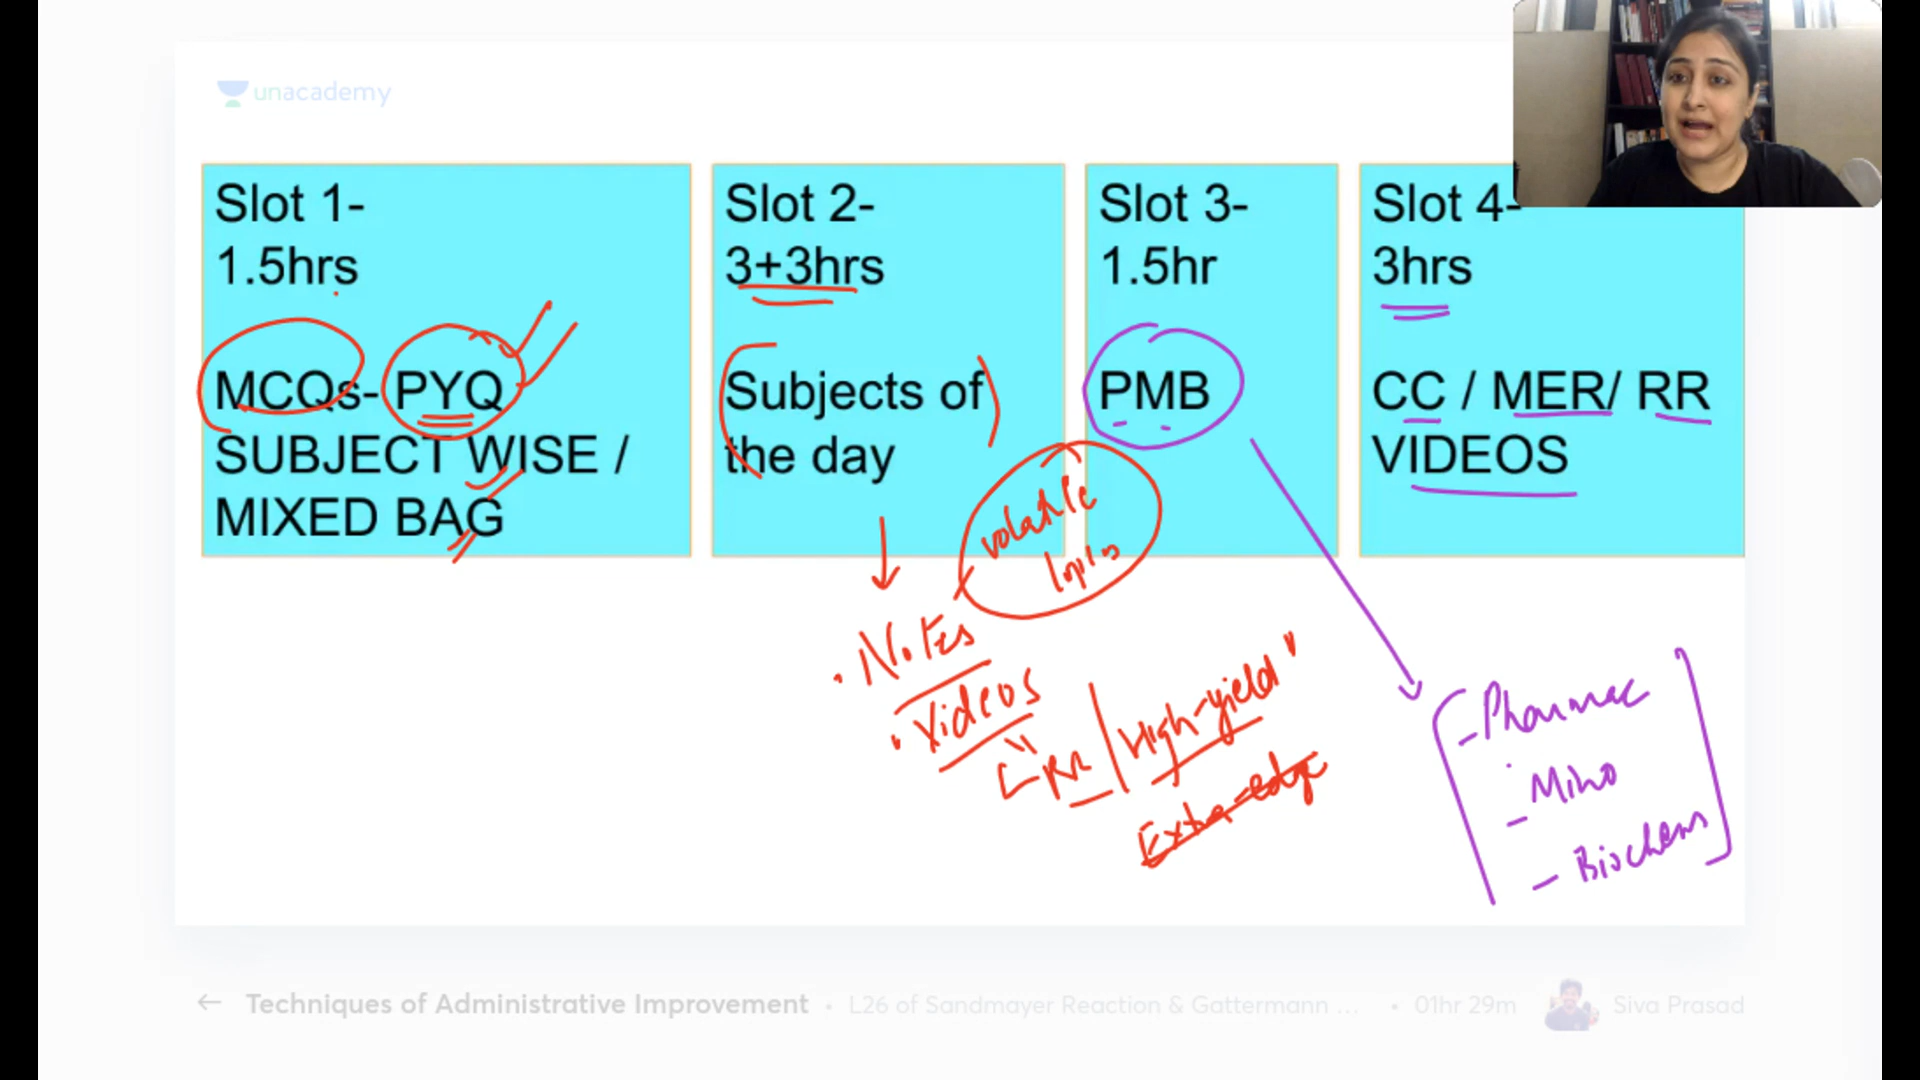 unacademy
Slot 1-
1.5hrs
MCQs- PYQ
SUBJECT WISE /
MIXED BAG
Slot 2-
3+3hrs
Subjects of
the day
Slot 3-
1.5hr
PMB
Slot 4-
3hrs
CC / MER/ RR
VIDEOS
volatile
• Notes
• Videos
RR / High-yield"
Extra-edge
- Pharmac
- Micro
- Biochem
← Techniques of Administrative Improvement • L26 of Sandmayer Reaction & Gattermann ... • 01hr 29m Siva Prasad